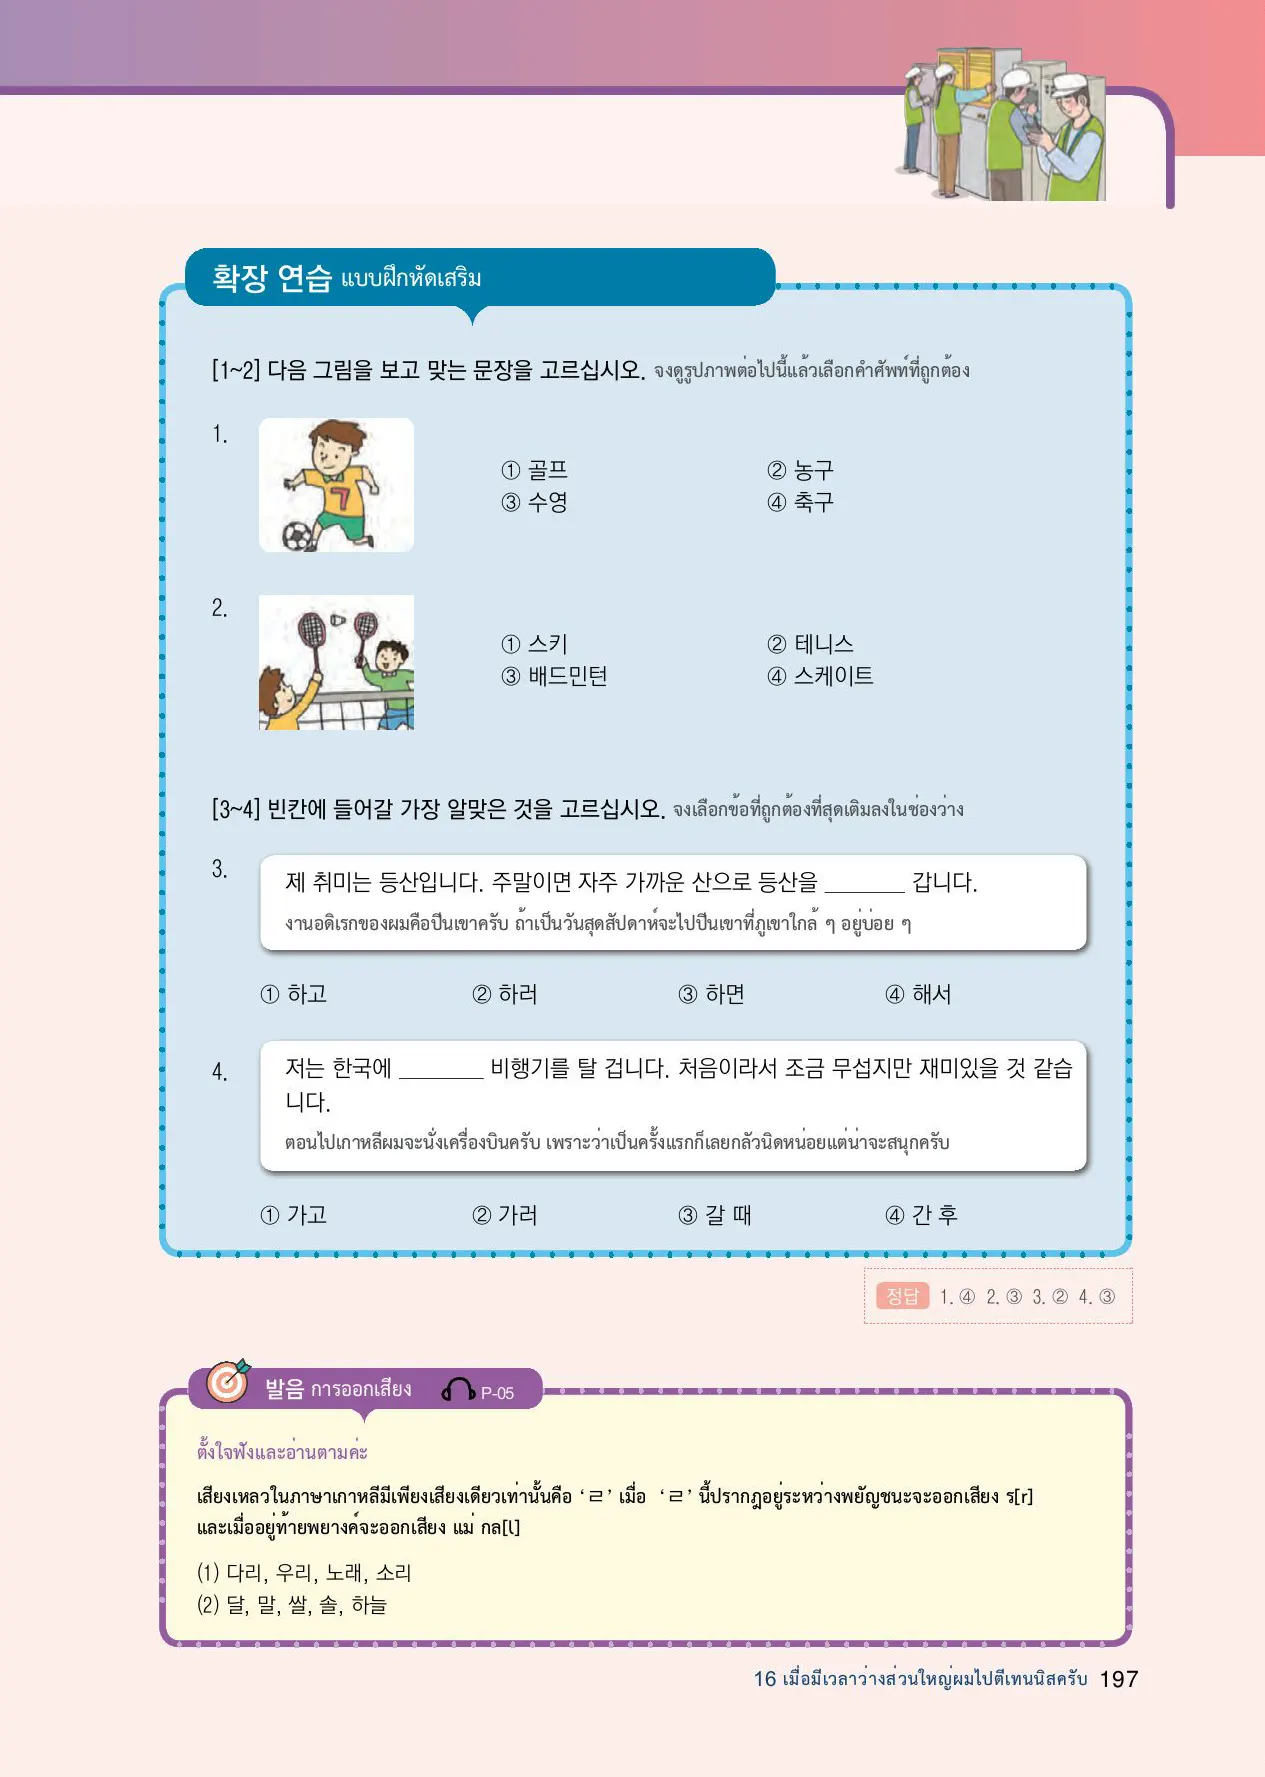 확장 연습 แบบฝึกหัดเสริม
[1~2] 다음 그림을 보고 맞는 문장을 고르십시오. จงดูรูปภาพต่อไปนี้แล้วเลือกคำศัพท์ที่ถูกต้อง
1.
① 골프 ② 농구
③ 수영 ④ 축구
2.
① 스키 ② 테니스
③ 배드민턴 ④ 스케이트
[3~4] 빈칸에 들어갈 가장 알맞은 것을 고르십시오. จงเลือกข้อที่ถูกต้องที่สุดเติมลงในช่องว่าง
3.
제 취미는 등산입니다. 주말이면 자주 가까운 산으로 등산을 _______ 갑니다.
งานอดิเรกของผมคือปีนเขาครับ ถ้าเป็นวันสุดสัปดาห์จะไปปีนเขาที่ภูเขาใกล้ ๆ อยู่บ่อย ๆ
① 하고 ② 하러 ③ 하면 ④ 해서
4.
저는 한국에 _______ 비행기를 탈 겁니다. 처음이라서 조금 무섭지만 재미있을 것 같습
니다.
ตอนไปเกาหลีผมจะนั่งเครื่องบินครับ เพราะว่าเป็นครั้งแรกก็เลยกลัวนิดหน่อยแต่น่าจะสนุกครับ
① 가고 ② 가러 ③ 갈 때 ④ 간 후
정답 1. ④ 2. ③ 3. ② 4. ③
발음 การออกเสียง P-05
ตั้งใจฟังและอ่านตามค่ะ
เสียงเหลวในภาษาเกาหลีมีเพียงเสียงเดียวเท่านั้นคือ ‘ㄹ’ เมื่อ ‘ㄹ’ นี้ปรากฎอยู่ระหว่างพยัญชนะจะออกเสียง ร[r]
และเมื่ออยู่ท้ายพยางค์จะออกเสียง แม่ กล[l]
(1) 다리, 우리, 노래, 소리
(2) 달, 말, 쌀, 솔, 하늘
16 เมื่อมีเวลาว่างส่วนใหญ่ผมไปตีเทนนิสครับ 197